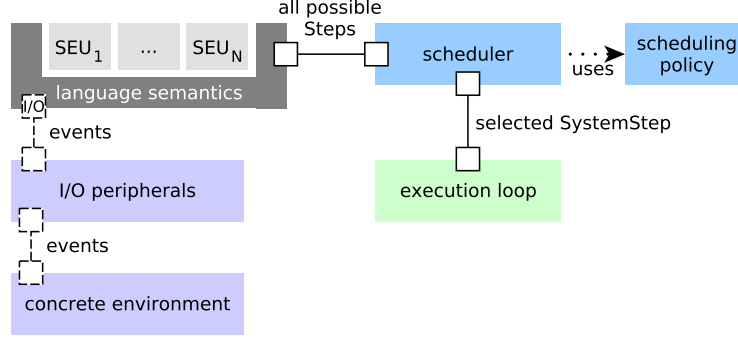 all possible
Steps
SEU1 ... SEUN
scheduler
scheduling
policy
uses
language semantics
I/O
events
selected SystemStep
I/O peripherals
execution loop
events
concrete environment